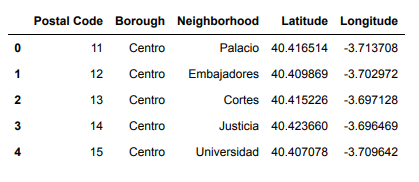 Postal Code Borough Neighborhood Latitude Longitude
0 11 Centro Palacio 40.416514 -3.713708
1 12 Centro Embajadores 40.409869 -3.702972
2 13 Centro Cortes 40.415226 -3.697128
3 14 Centro Justicia 40.423660 -3.696469
4 15 Centro Universidad 40.407078 -3.709642